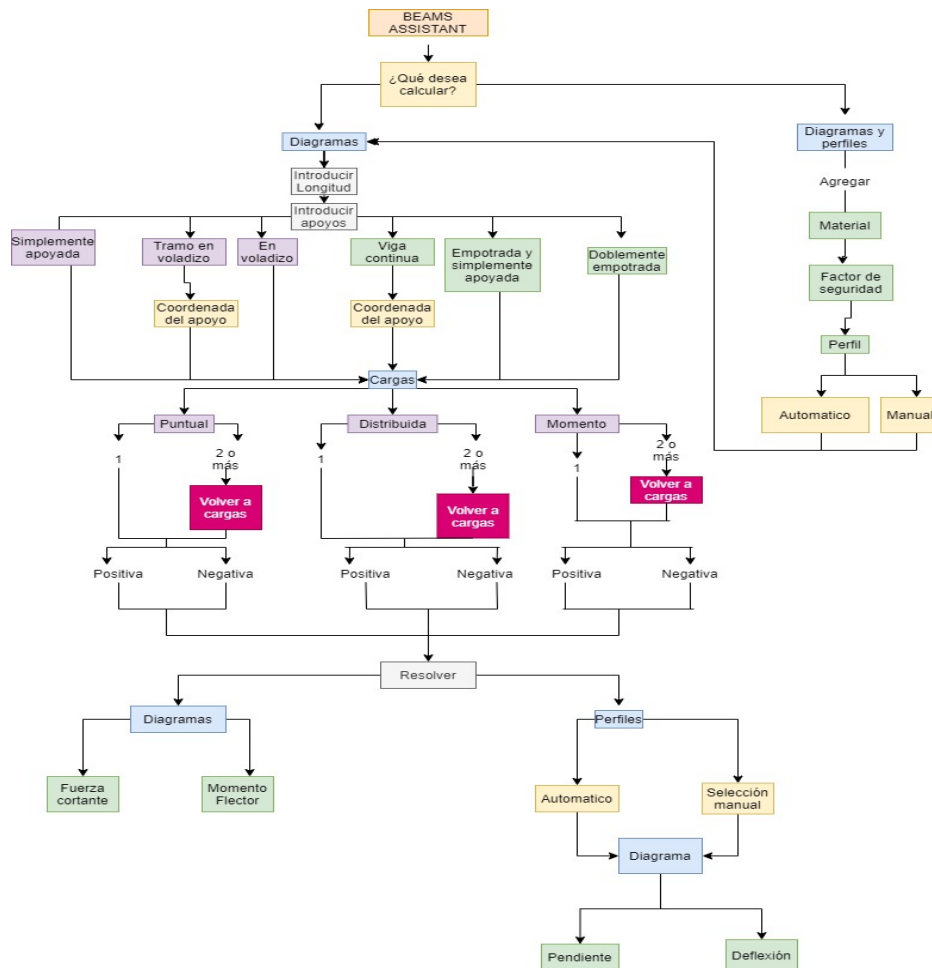 BEAMS
ASSISTANT
¿Qué desea
calcular?
Diagramas
Diagramas y
perfiles
Introducir
Longitud
Agregar
Introducir
apoyos
Simplemente
apoyada
Tramo en
voladizo
En
voladizo
Viga
continua
Empotrada y
simplemente
apoyada
Doblemente
empotrada
Material
Factor de
seguridad
Coordenada
del apoyo
Coordenada
del apoyo
Perfil
Cargas
Automatico
Manual
Puntual
Distribuida
Momento
1
2 o
más
1
2 o
más
1
2 o
más
Volver a
cargas
Volver a
cargas
Volver a
cargas
Positiva
Negativa
Positiva
Negativa
Positiva
Negativa
Resolver
Diagramas
Perfiles
Fuerza
cortante
Momento
Flector
Automatico
Selección
manual
Diagrama
Pendiente
Deflexión